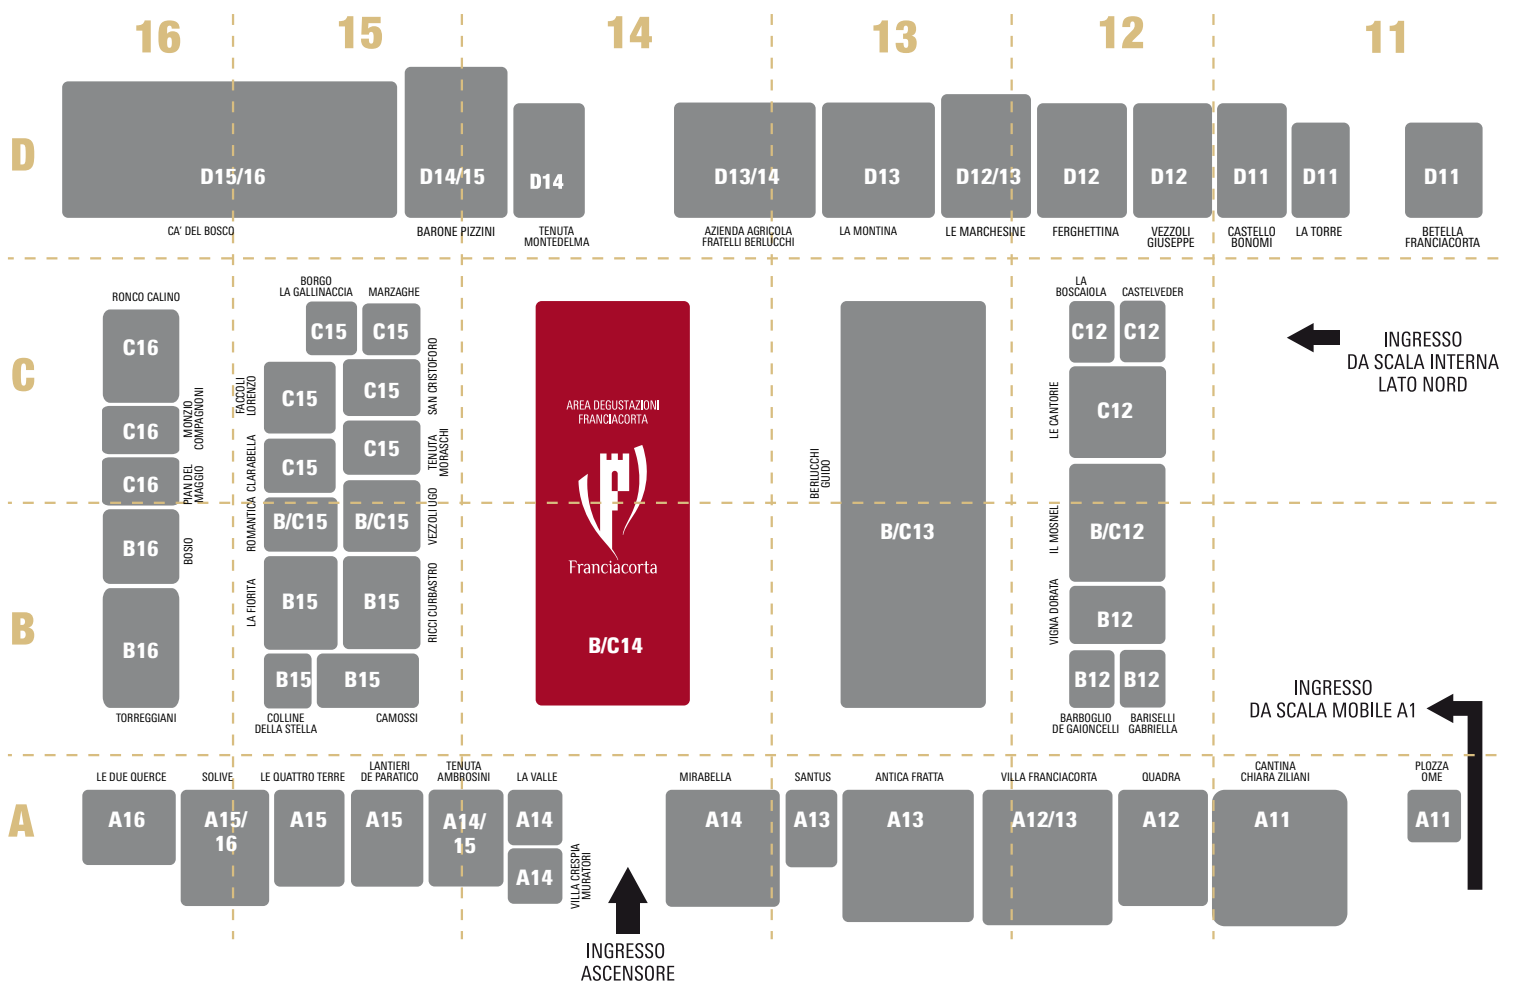 16
15
14
13
12
11
D
D15/16
D14/15
D14
D13/14
D13
D12/13
D12
D12
D11
D11
D11
CA' DEL BOSCO
BARONE PIZZINI
TENUTA
MONTEDELMA
AZIENDA AGRICOLA
FRATELLI BERLUCCHI
LA MONTINA
LE MARCHESINE
FERGHETTINA
VEZZOLI
GIUSEPPE
CASTELLO
BONOMI
LA TORRE
BETELLA
FRANCIACORTA
C
RONCO CALINO
C16
MONZIO
COMPAGNONI
C16
PIAN DEL
MAGGIO
C16
BOSIO
B16
B16
TORREGGIANI
BORGO
LA GALLINACCIA
MARZAGHE
C15
C15
FACCOLI
LORENZO
C15
C15
SAN CRISTOFORO
CLARABELLA
C15
C15
TENUTA
MORASCHI
ROMANTICA
B/C15
B/C15
VEZZOLI UGO
LA FIORITA
B15
B15
RICCI CURBASTRO
B15
B15
COLLINE
DELLA STELLA
CAMOSSI
AREA DEGUSTAZIONI
FRANCIACORTA
Franciacorta
B/C14
BERLUCCHI
GUIDO
B/C13
LA
BOSCAIOLA
CASTELVEDER
C12
C12
LE CANTORIE
C12
IL MOSNEL
B/C12
VIGNA DORATA
B12
B12
B12
BARBOGLIO
DE GAIONCELLI
BARISELLI
GABRIELLA
INGRESSO
DA SCALA INTERNA
LATO NORD
B
INGRESSO
DA SCALA MOBILE A1
A
LE DUE QUERCE
SOLIVE
LE QUATTRO TERRE
LANTIERI
DE PARATICO
TENUTA
AMBROSINI
LA VALLE
MIRABELLA
SANTUS
ANTICA FRATTA
VILLA FRANCIACORTA
QUADRA
CANTINA
CHIARA ZILIANI
PLOZZA
OME
A16
A15/
16
A15
A15
A14/
15
A14
A14
VILLA CRESPIA
MURATORI
A14
A13
A13
A12/13
A12
A11
A11
INGRESSO
ASCENSORE